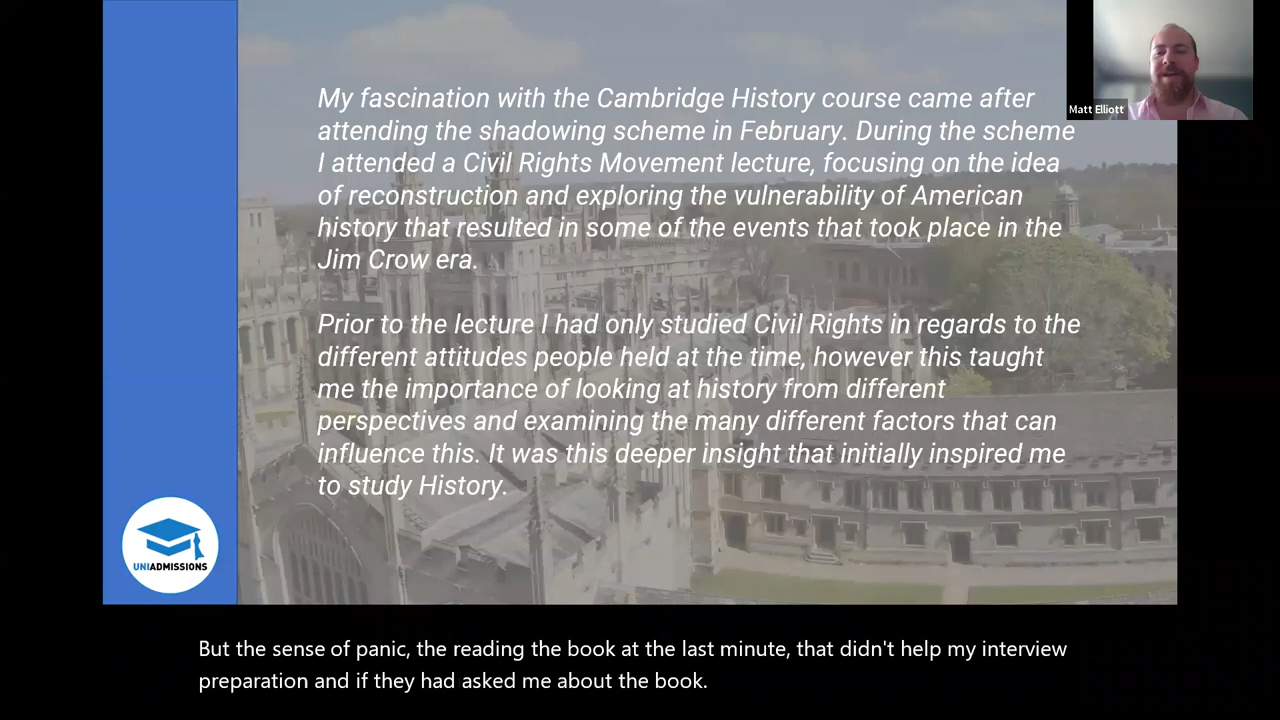 My fascination with the Cambridge History course came after
attending the shadowing scheme in February. During the scheme
I attended a Civil Rights Movement lecture, focusing on the idea
of reconstruction and exploring the vulnerability of American
history that resulted in some of the events that took place in the
Jim Crow era.
Prior to the lecture I had only studied Civil Rights in regards to the
different attitudes people held at the time, however this taught
me the importance of looking at history from different
perspectives and examining the many different factors that can
influence this. It was this deeper insight that initially inspired me
to study History.
Matt Elliott
UNIADMISSIONS
But the sense of panic, the reading the book at the last minute, that didn't help my interview
preparation and if they had asked me about the book.